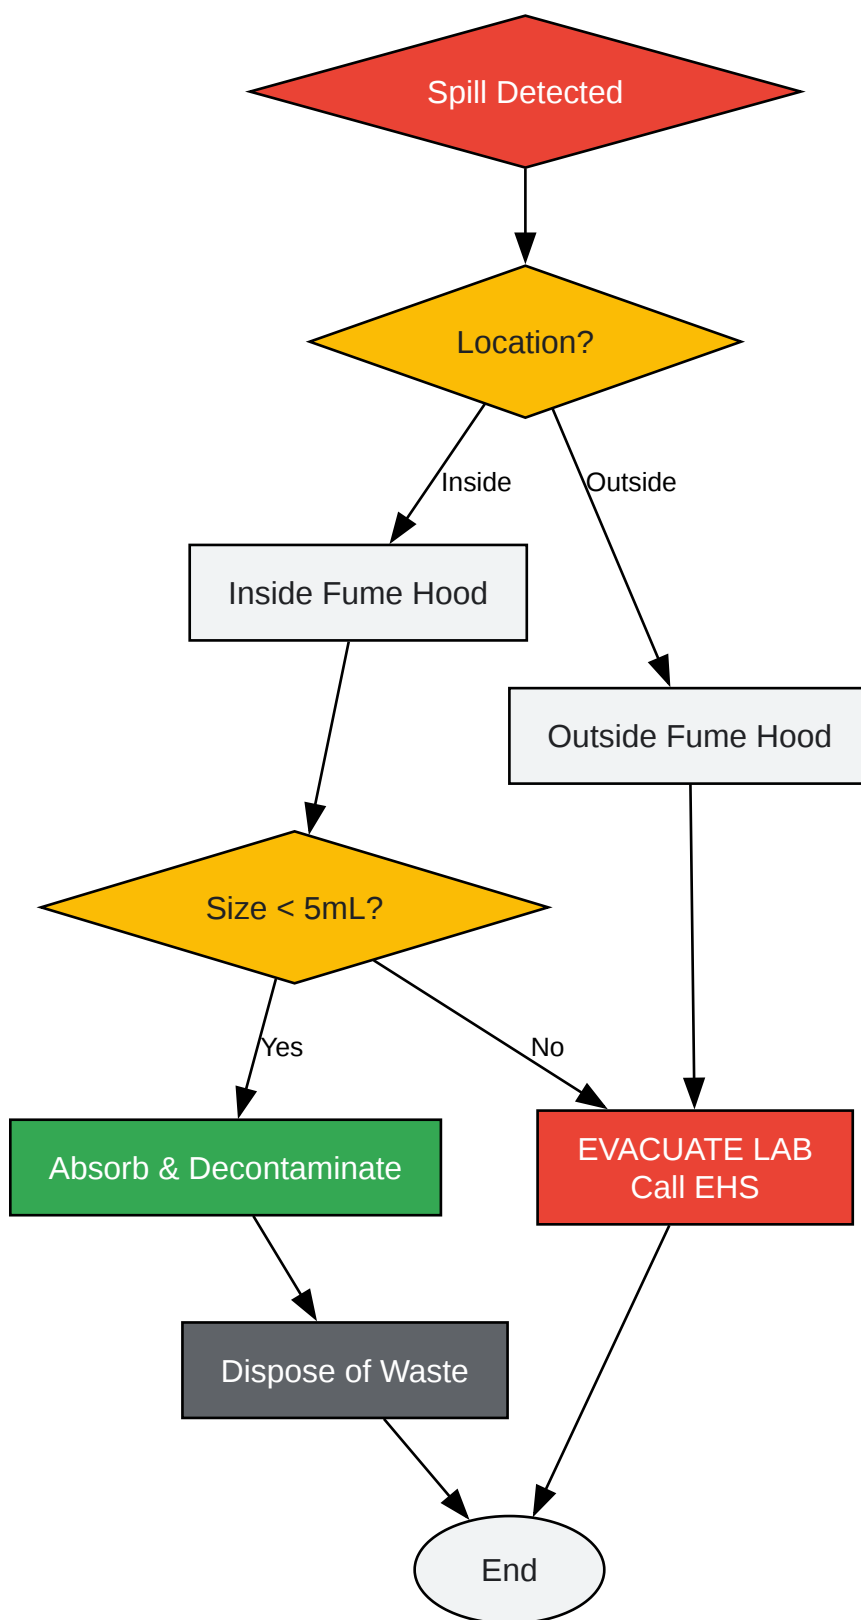 Spill Detected
Location?
Inside
Outside
Inside Fume Hood
Outside Fume Hood
Size < 5mL?
Yes
No
Absorb & Decontaminate
EVACUATE LAB
Call EHS
Dispose of Waste
End